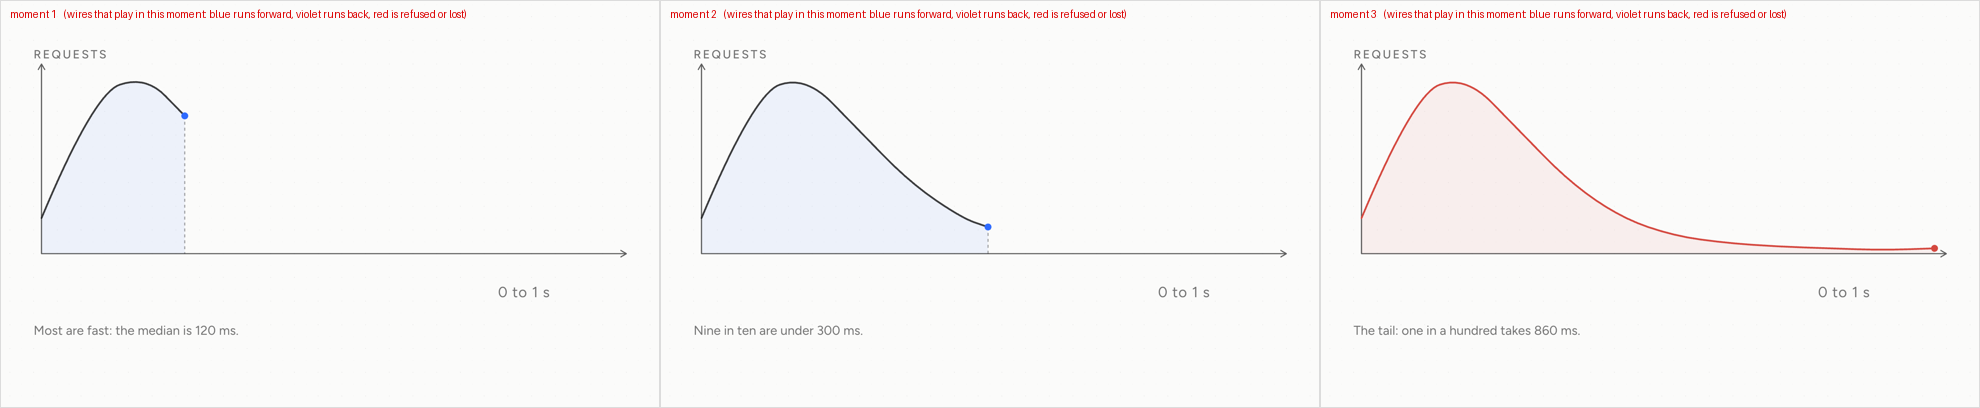 moment 1 (wires that play in this moment: blue runs forward, violet runs back, red is refused or lost)
REQUESTS
0 to 1 s
Most are fast: the median is 120 ms.
moment 2 (wires that play in this moment: blue runs forward, violet runs back, red is refused or lost)
REQUESTS
0 to 1 s
Nine in ten are under 300 ms.
moment 3 (wires that play in this moment: blue runs forward, violet runs back, red is refused or lost)
REQUESTS
0 to 1 s
The tail: one in a hundred takes 860 ms.